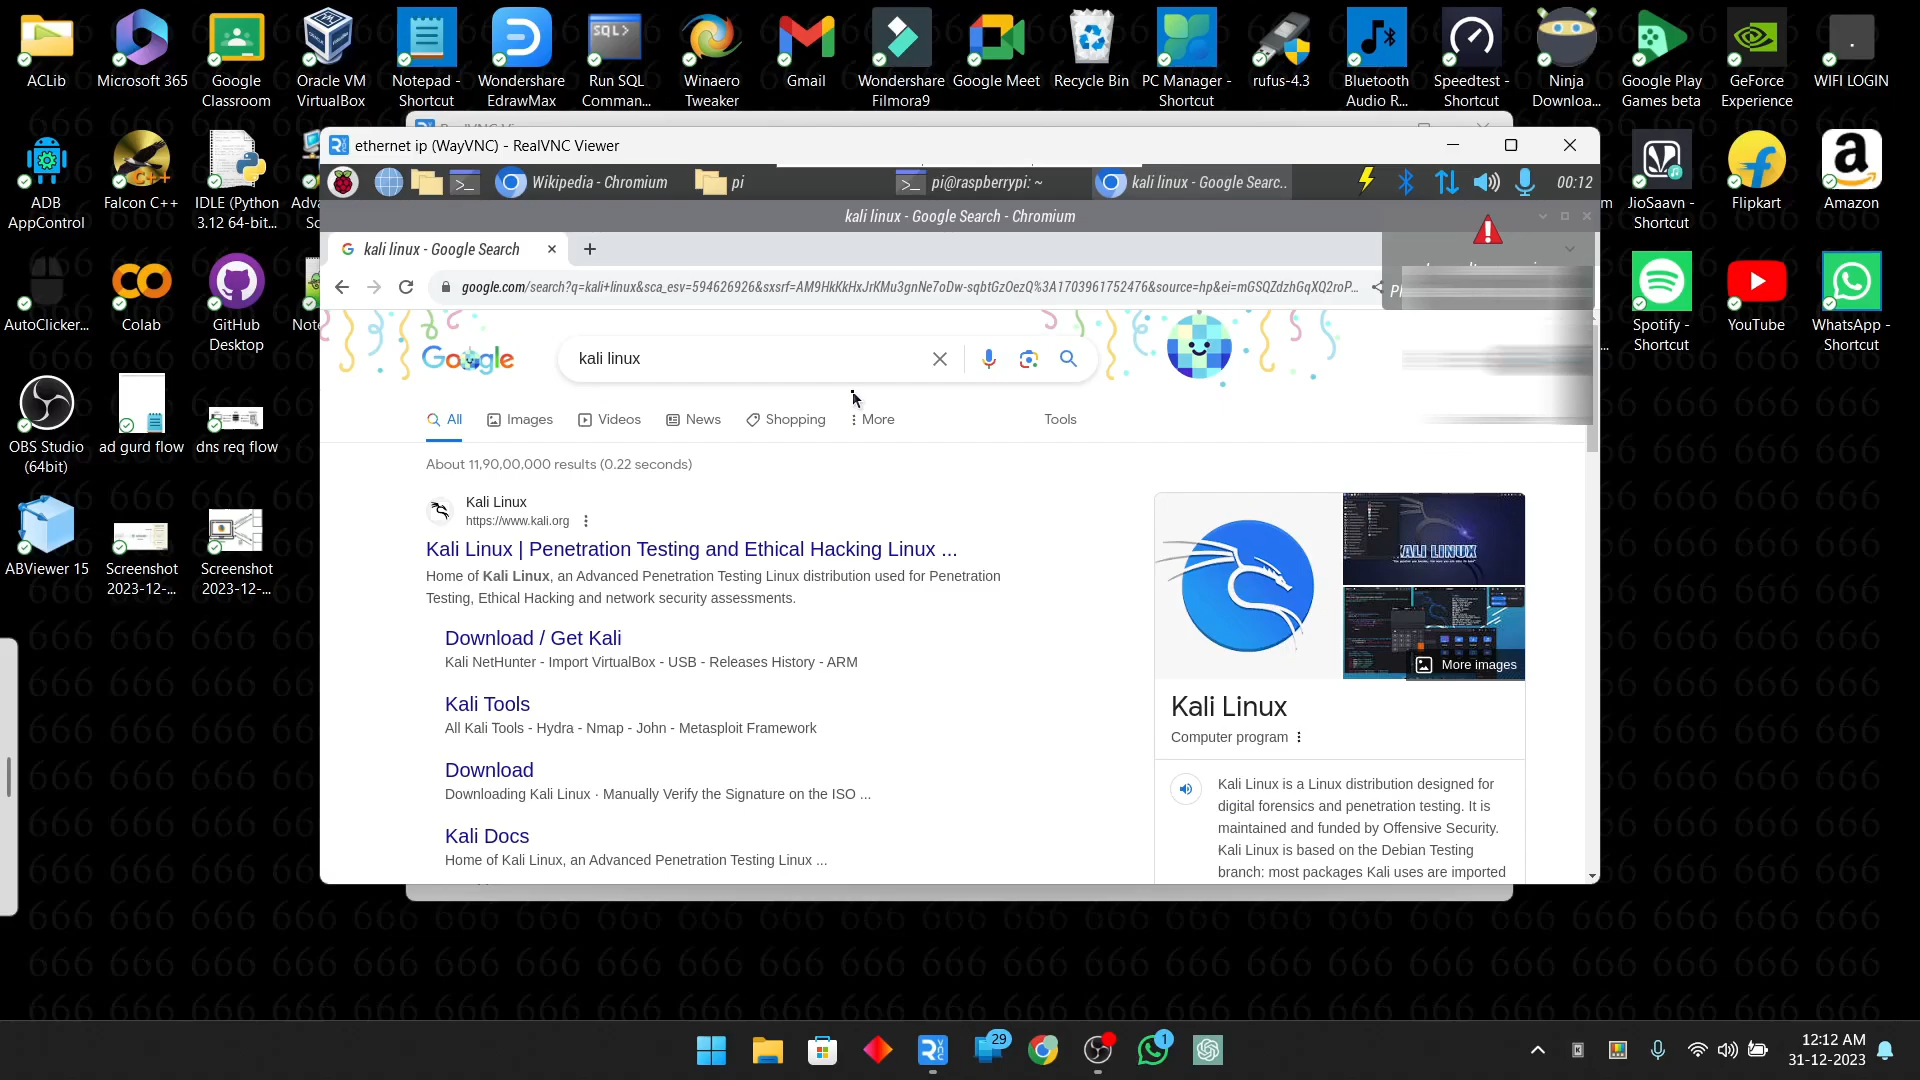 ACLib
Microsoft 365
Google
Classroom
Oracle VM
VirtualBox
Notepad -
Shortcut
Wondershare
EdrawMax
Run SQL
Comman...
Winaero
Tweaker
Gmail
Wondershare
Filmora9
Google Meet
Recycle Bin
PC Manager -
Shortcut
rufus-4.3
Bluetooth
Audio R...
Speedtest -
Shortcut
Ninja
Downloa...
Google Play
Games beta
GeForce
Experience
WIFI LOGIN
ADB
AppControl
Falcon C++
IDLE (Python
3.12 64-bit...
JioSaavn -
Shortcut
Flipkart
Amazon
AutoClicker...
Colab
GitHub
Desktop
Spotify -
Shortcut
YouTube
WhatsApp -
Shortcut
OBS Studio
(64bit)
ad gurd flow
dns req flow
ABViewer 15
Screenshot
2023-12-...
Screenshot
2023-12-...
ethernet ip (WayVNC) - RealVNC Viewer
Wikipedia - Chromium
pi
pi@raspberrypi: ~
kali linux - Google Searc..
00:12
kali linux - Google Search - Chromium
kali linux - Google Search
google.com/search?q=kali+linux&sca_esv=594626926&sxsrf=AM9HkKkHxJrKMu3gnNe7oDw-sqbtGzOezQ%3A1703961752476&source=hp&ei=mGSQZdzhGqXQ2roP...
Google
kali linux
All
Images
Videos
News
Shopping
More
Tools
About 11,90,00,000 results (0.22 seconds)
Kali Linux
https://www.kali.org
Kali Linux | Penetration Testing and Ethical Hacking Linux ...
Home of Kali Linux, an Advanced Penetration Testing Linux distribution used for Penetration
Testing, Ethical Hacking and network security assessments.
Download / Get Kali
Kali NetHunter - Import VirtualBox - USB - Releases History - ARM
Kali Tools
All Kali Tools - Hydra - Nmap - John - Metasploit Framework
Download
Downloading Kali Linux · Manually Verify the Signature on the ISO ...
Kali Docs
Home of Kali Linux, an Advanced Penetration Testing Linux ...
KALI LINUX
More images
Kali Linux
Computer program
Kali Linux is a Linux distribution designed for
digital forensics and penetration testing. It is
maintained and funded by Offensive Security.
Kali Linux is based on the Debian Testing
branch: most packages Kali uses are imported
29
1
12:12 AM
31-12-2023